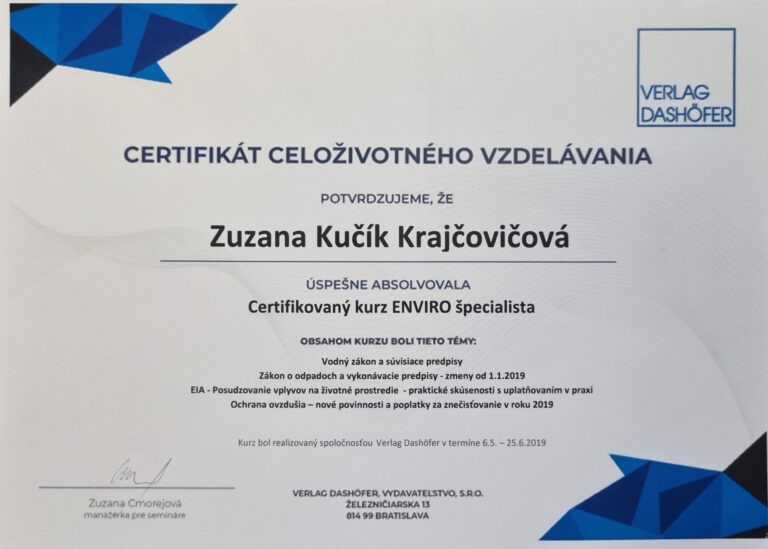 VERLAG
DASHÖFER
CERTIFIKÁT CELOŽIVOTNÉHO VZDELÁVANIA
POTVRDZUJEME, ŽE
Zuzana Kučík Krajčovičová
ÚSPEŠNE ABSOLVOVALA
Certifikovaný kurz ENVIRO špecialista
OBSAHOM KURZU BOLI TIETO TÉMY:
Vodný zákon a súvisiace predpisy
Zákon o odpadoch a vykonávacie predpisy - zmeny od 1.1.2019
EIA - Posudzovanie vplyvov na životné prostredie - praktické skúsenosti s uplatňovaním v praxi
Ochrana ovzdušia – nové povinnosti a poplatky za znečisťovanie v roku 2019
Kurz bol realizovaný spoločnosťou Verlag Dashöfer v termíne 6.5. – 25.6.2019
Zuzana Cmorejová
manažérka pre semináre
VERLAG DASHÖFER, VYDAVATEĽSTVO, S.R.O.
ŽELEZNIČIARSKA 13
814 99 BRATISLAVA